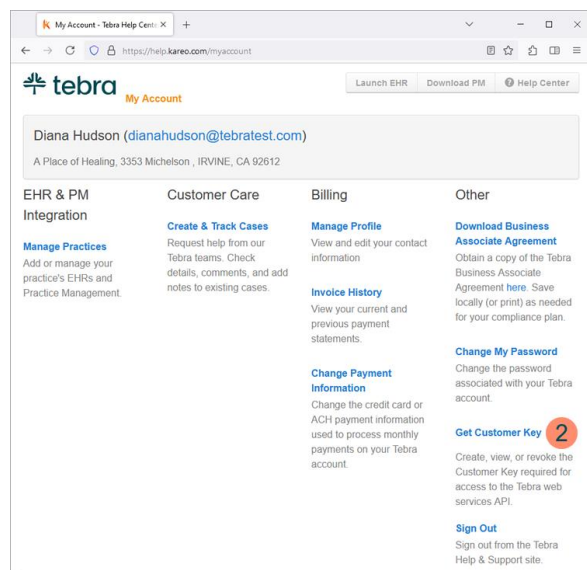 My Account - Tebra Help Cente
https://help.kareo.com/myaccount
tebra
My Account
Launch EHR
Download PM
Help Center
Diana Hudson (dianahudson@tebratest.com)
A Place of Healing, 3353 Michelson , IRVINE, CA 92612
EHR & PM
Integration
Manage Practices
Add or manage your
practice's EHRs and
Practice Management.
Customer Care
Create & Track Cases
Request help from our
Tebra teams. Check
details, comments, and add
notes to existing cases.
Billing
Manage Profile
View and edit your contact
information
Invoice History
View your current and
previous payment
statements.
Change Payment
Information
Change the credit card or
ACH payment information
used to process monthly
payments on your Tebra
account.
Other
Download Business
Associate Agreement
Obtain a copy of the Tebra
Business Associate
Agreement here. Save
locally (or print) as needed
for your compliance plan.
Change My Password
Change the password
associated with your Tebra
account.
Get Customer Key 2
Create, view, or revoke the
Customer Key required for
access to the Tebra web
services API.
Sign Out
Sign out from the Tebra
Help & Support site.